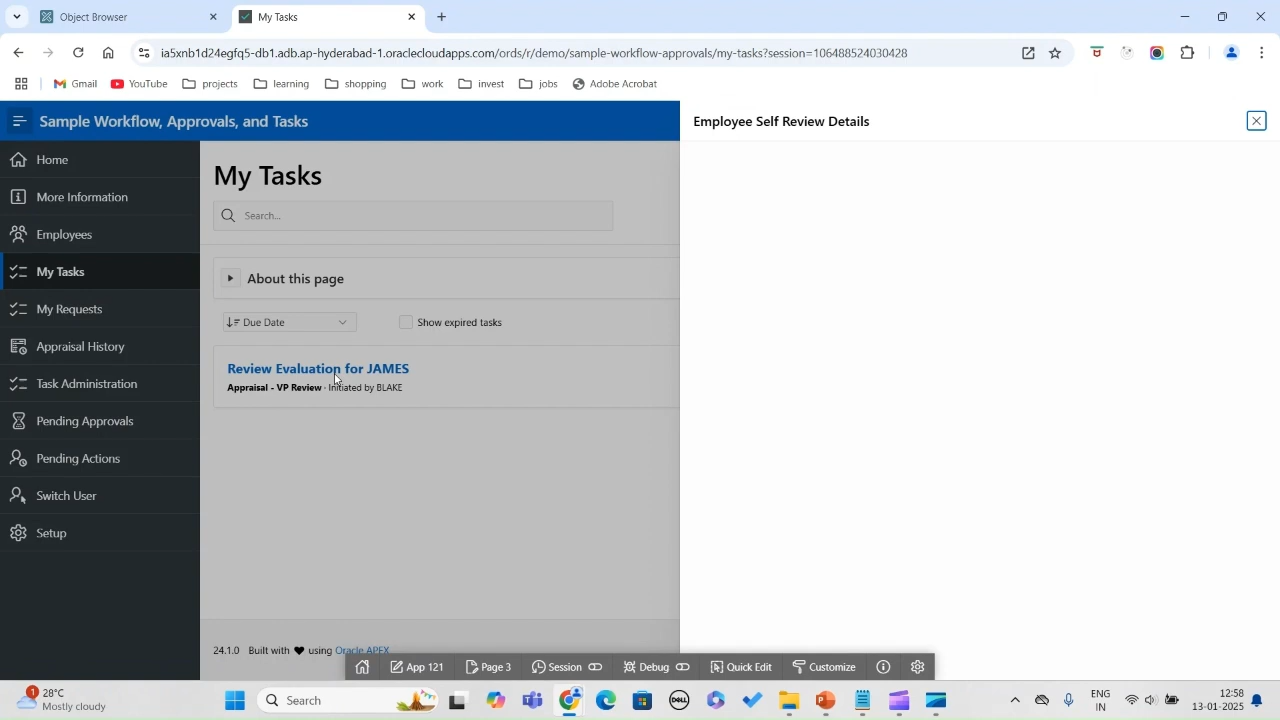 Object Browser
My Tasks
ia5xnb1d24egfq5-db1.adb.ap-hyderabad-1.oraclecloudapps.com/ords/r/demo/sample-workflow-approvals/my-tasks?session=106488524030428
Gmail YouTube projects learning shopping work invest jobs Adobe Acrobat
Sample Workflow, Approvals, and Tasks
Employee Self Review Details
Home
More Information
Employees
My Tasks
My Requests
Appraisal History
Task Administration
Pending Approvals
Pending Actions
Switch User
Setup
My Tasks
Search...
About this page
Due Date
Show expired tasks
Review Evaluation for JAMES
Appraisal - VP Review · Initiated by BLAKE
24.1.0 Built with ❤ using Oracle APEX
App 121 Page 3 Session Debug Quick Edit Customize
1
28°C
Mostly cloudy
Search
DELL
ENG
IN
12:58
13-01-2025